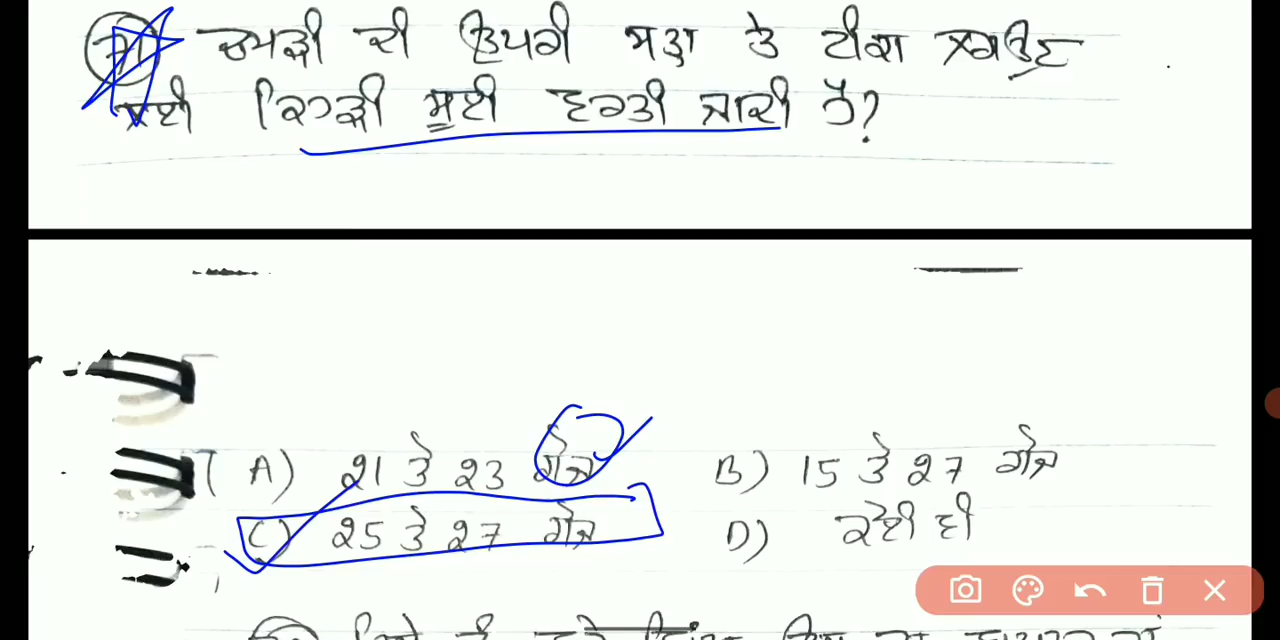 ਚਮੜੀ ਦੀ ਉਪਰੀ ਸਤਾ ਤੇ ਟੀਕਾ ਲਗਾਉਣ
ਲਈ ਕਿਹੜੀ ਸੂਈ ਵਰਤੀ ਜਾਂਦੀ ਹੈ?
A) 21 ਤੇ 23 ਗੇਜ B) 15 ਤੇ 27 ਗੇਜ
C) 25 ਤੇ 27 ਗੇਜ D) ਕੋਈ ਵੀ